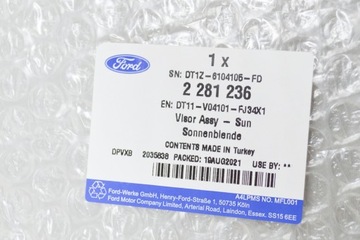 Ford
1 x
SN: DT1Z-6104105-FD
2 281 236
EN: DT11-V04101-FJ34X1
Visor Assy - Sun
Sonnenblende
CONTENTS MADE IN Turkey
DPVXB 2035838 PACKED: 19AUG2021 USE BY: **
A4LPMS NO. MFL001
Ford-Werke GmbH, Henry-Ford-Straße 1, 50735 Köln
Ford Motor Company Limited, Arterial Road, Laindon, Essex, SS15 6EE